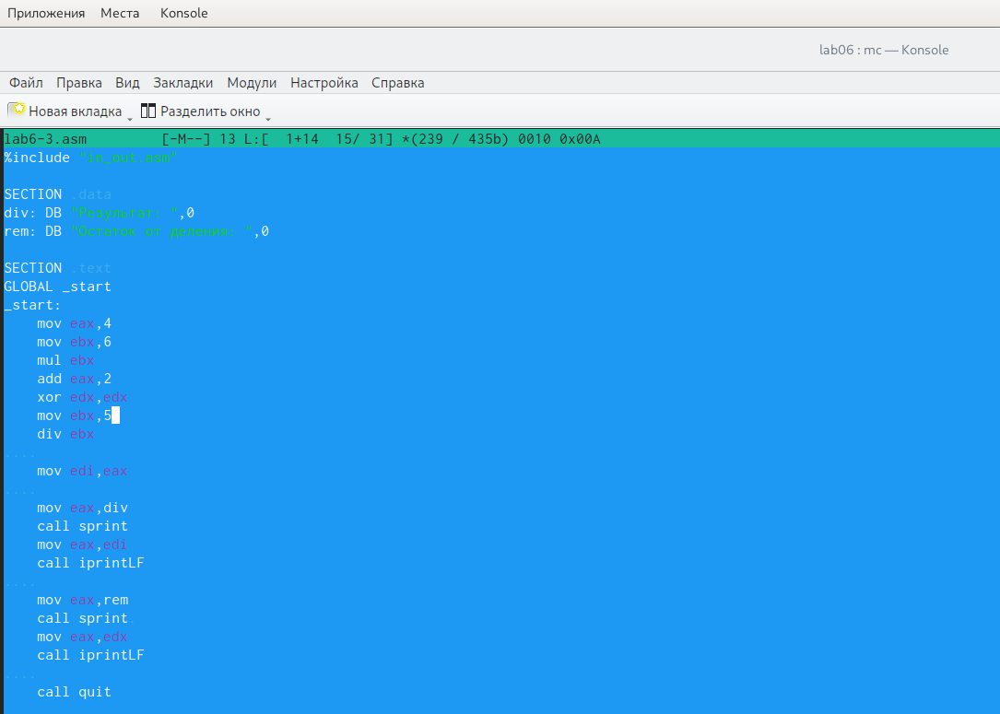 Приложения Места Konsole
lab06 : mc — Konsole
Файл Правка Вид Закладки Модули Настройка Справка
Новая вкладка Разделить окно
lab6-3.asm [-M--] 13 L:[ 1+14 15/ 31] *(239 / 435b) 0010 0x00A
%include "in_out.asm"
SECTION .data
div: DB "Результат: ",0
rem: DB "Остаток от деления: ",0
SECTION .text
GLOBAL _start
_start:
mov eax,4
mov ebx,6
mul ebx
add eax,2
xor edx,edx
mov ebx,5
div ebx
....
mov edi,eax
....
mov eax,div
call sprint
mov eax,edi
call iprintLF
....
mov eax,rem
call sprint
mov eax,edx
call iprintLF
....
call quit